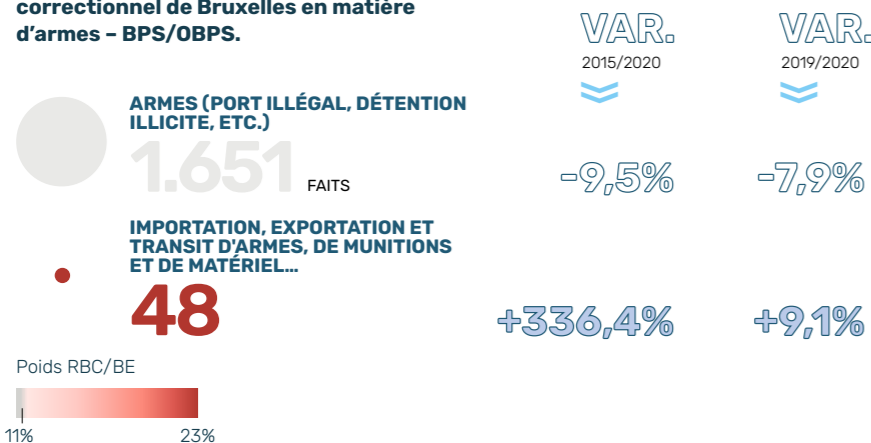 correctionnel de Bruxelles en matière
d'armes – BPS/OBPS.
VAR.
2015/2020
VAR.
2019/2020
ARMES (PORT ILLÉGAL, DÉTENTION
ILLICITE, ETC.)
1.651 FAITS
-9,5%
-7,9%
IMPORTATION, EXPORTATION ET
TRANSIT D'ARMES, DE MUNITIONS
ET DE MATÉRIEL...
48
+336,4%
+9,1%
Poids RBC/BE
11%
23%